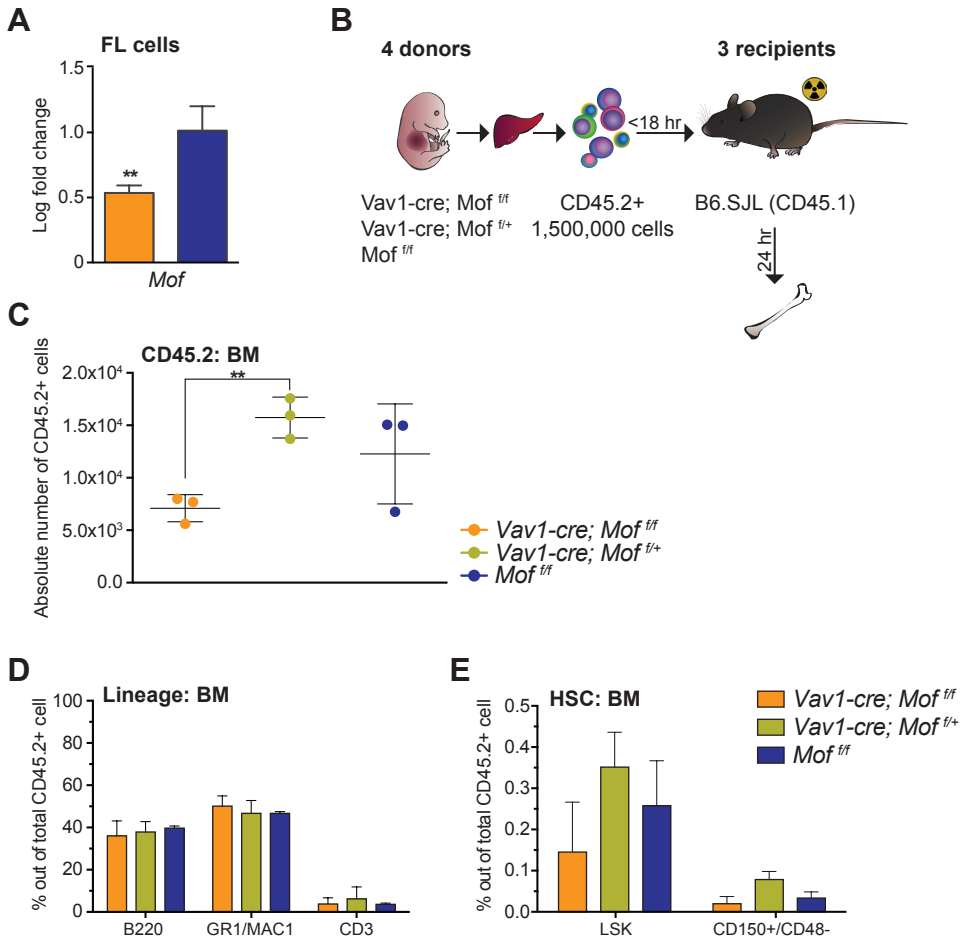 A
FL cells
Log fold change
1.5
1.0
0.5
0
**
Mof
B
4 donors
3 recipients
<18 hr
Vav1-cre; Mof f/f
Vav1-cre; Mof f/+
Mof f/f
CD45.2+
1,500,000 cells
B6.SJL (CD45.1)
24 hr
C
CD45.2: BM
Absolute number of CD45.2+ cells
2.0x10⁴
1.5x10⁴
1.0x10⁴
5.0x10³
0.0
**
Vav1-cre; Mof f/f
Vav1-cre; Mof f/+
Mof f/f
D
Lineage: BM
% out of total CD45.2+ cell
100
80
60
40
20
0
B220
GR1/MAC1
CD3
E
HSC: BM
% out of total CD45.2+ cell
0.5
0.4
0.3
0.2
0.1
0.0
LSK
CD150+/CD48-
Vav1-cre; Mof f/f
Vav1-cre; Mof f/+
Mof f/f